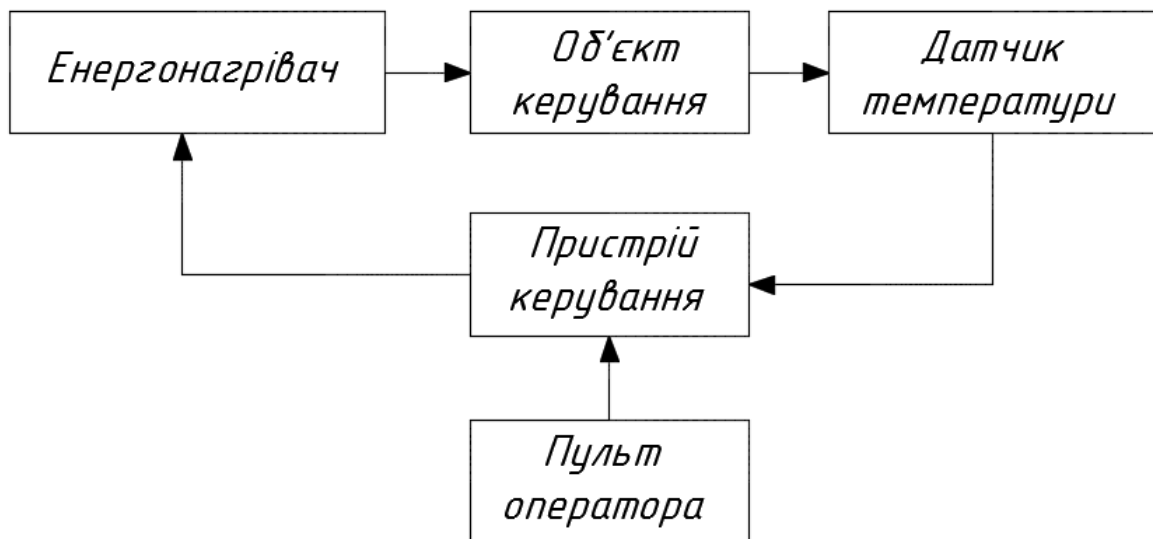 Енергонагрівач
Об'єкт
керування
Датчик
температури
Пристрій
керування
Пульт
оператора